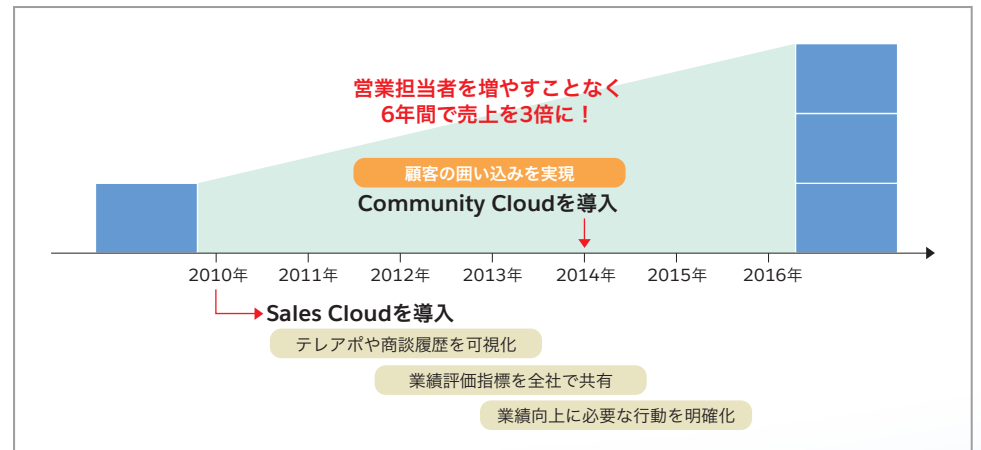 営業担当者を増やすことなく
6年間で売上を3倍に！
顧客の囲い込みを実現
Community Cloudを導入
2010年 2011年 2012年 2013年 2014年 2015年 2016年
Sales Cloudを導入
テレアポや商談履歴を可視化
業績評価指標を全社で共有
業績向上に必要な行動を明確化